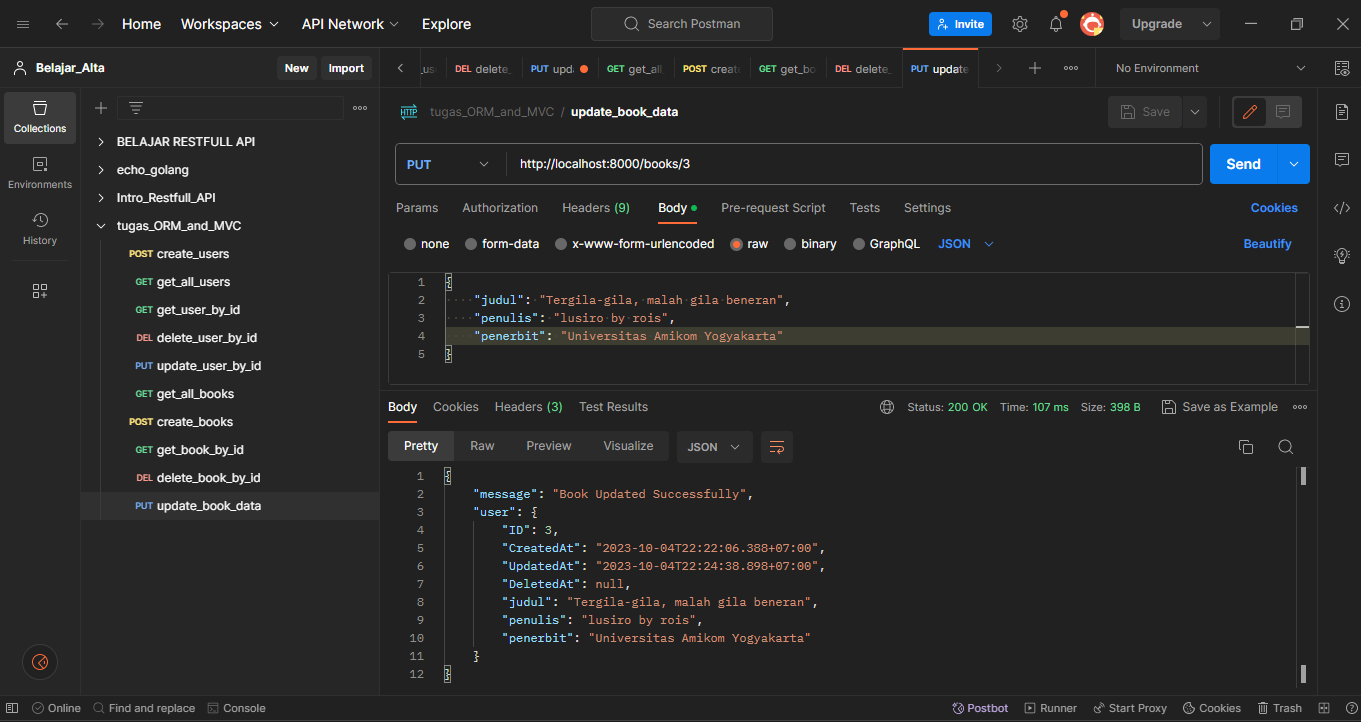 Home Workspaces API Network Explore Search Postman Invite Upgrade
Belajar_Alta New Import
DEL delete_ PUT upd GET get_all POST create GET get_bo DEL delete_ PUT update No Environment
Collections
Environments
History
BELAJAR RESTFULL API
echo_golang
Intro_Restfull_API
tugas_ORM_and_MVC
POST create_users
GET get_all_users
GET get_user_by_id
DEL delete_user_by_id
PUT update_user_by_id
GET get_all_books
POST create_books
GET get_book_by_id
DEL delete_book_by_id
PUT update_book_data
HTTP tugas_ORM_and_MVC / update_book_data Save
PUT http://localhost:8000/books/3 Send
Params Authorization Headers (9) Body Pre-request Script Tests Settings Cookies
none form-data x-www-form-urlencoded raw binary GraphQL JSON Beautify
1 {
2 "judul": "Tergila-gila, malah gila beneran",
3 "penulis": "lusiro by rois",
4 "penerbit": "Universitas Amikom Yogyakarta"
5 }
Body Cookies Headers (3) Test Results Status: 200 OK Time: 107 ms Size: 398 B Save as Example
Pretty Raw Preview Visualize JSON
1 {
2 "message": "Book Updated Successfully",
3 "user": {
4 "ID": 3,
5 "CreatedAt": "2023-10-04T22:22:06.388+07:00",
6 "UpdatedAt": "2023-10-04T22:24:38.898+07:00",
7 "DeletedAt": null,
8 "judul": "Tergila-gila, malah gila beneran",
9 "penulis": "lusiro by rois",
10 "penerbit": "Universitas Amikom Yogyakarta"
11 }
12 }
Online Find and replace Console Postbot Runner Start Proxy Cookies Trash